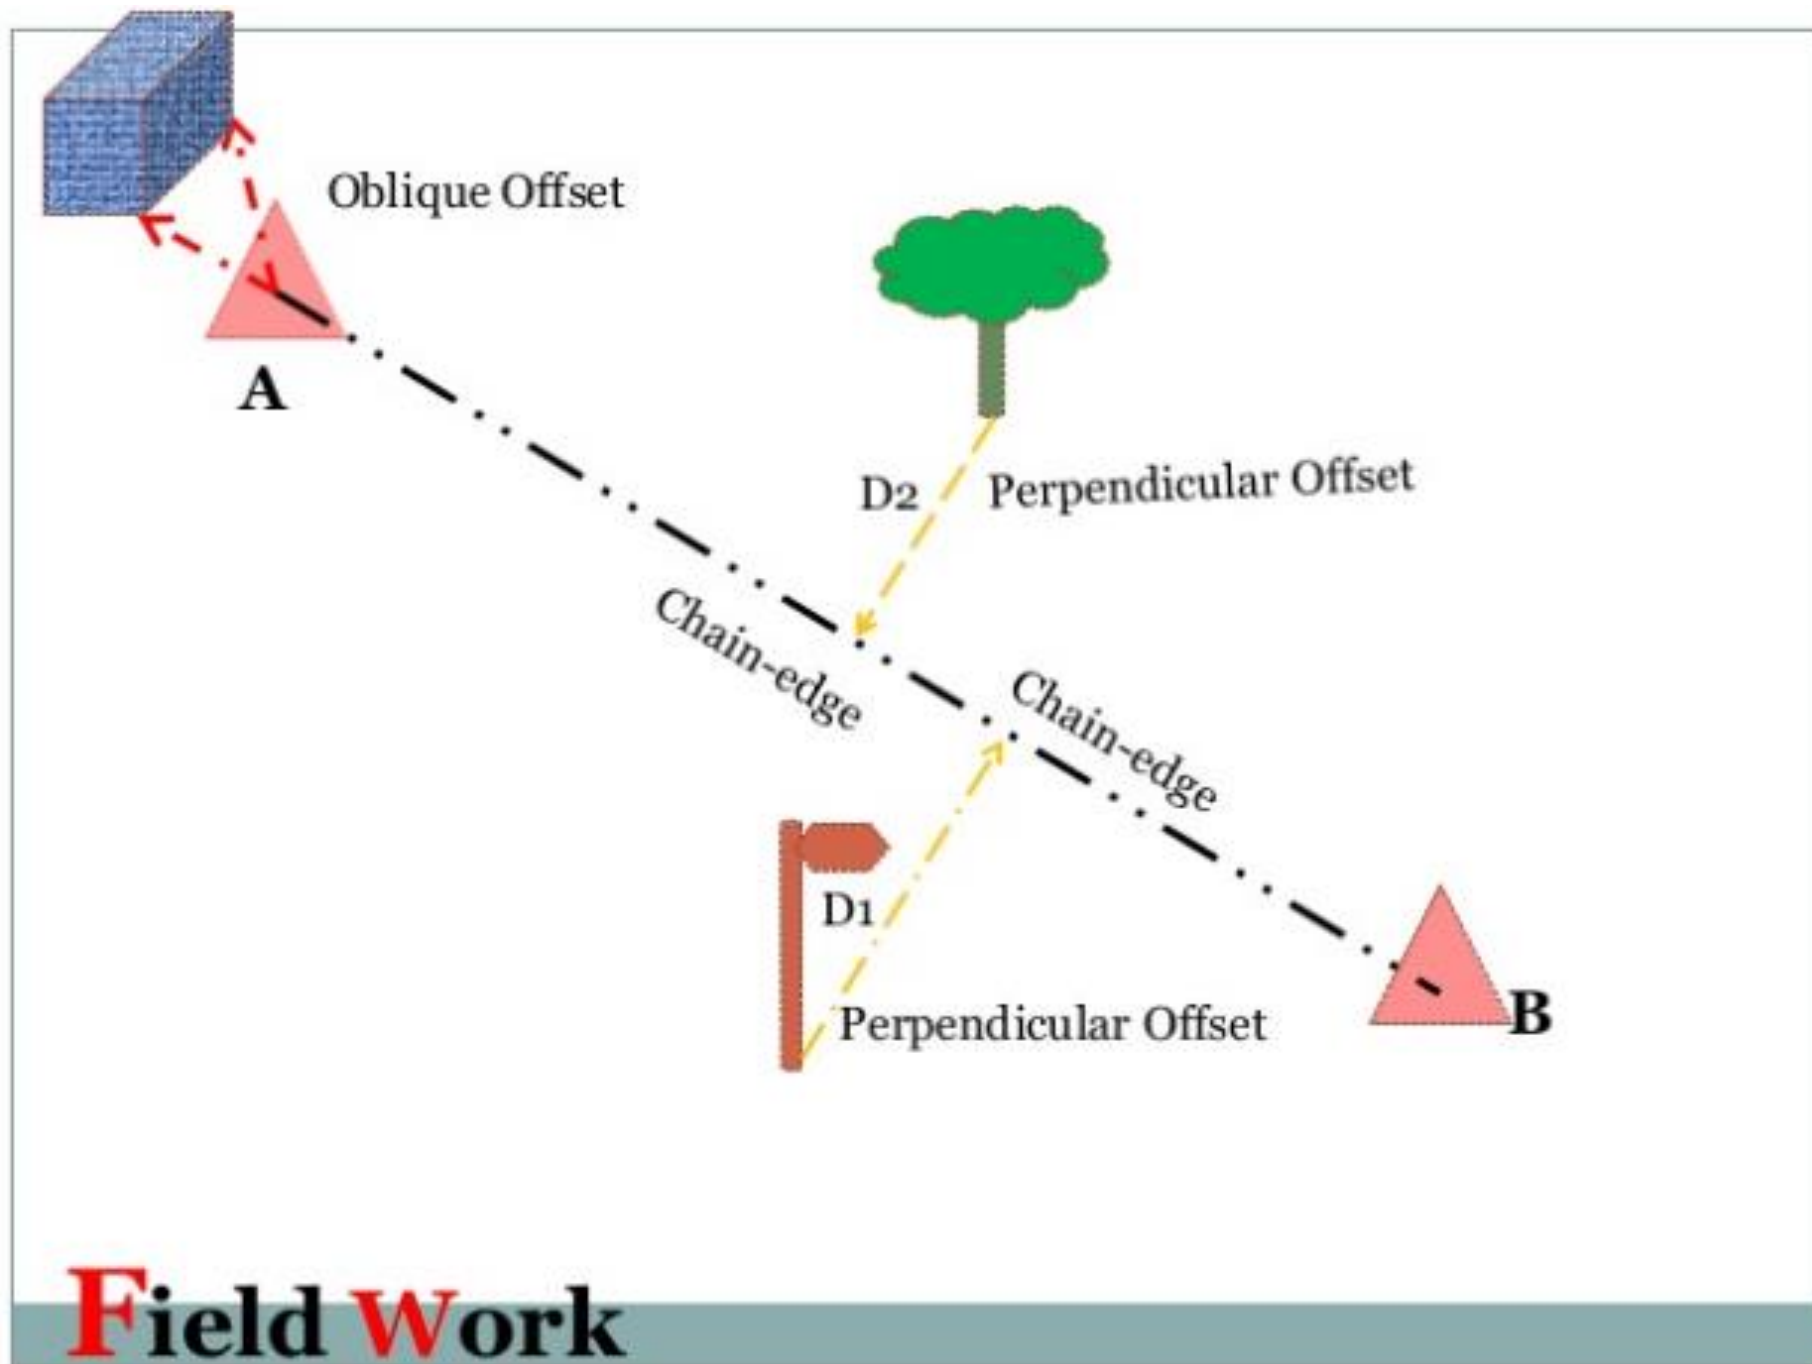 Oblique Offset
A
D2
Perpendicular Offset
Chain-edge
Chain-edge
D1
Perpendicular Offset
B
Field Work